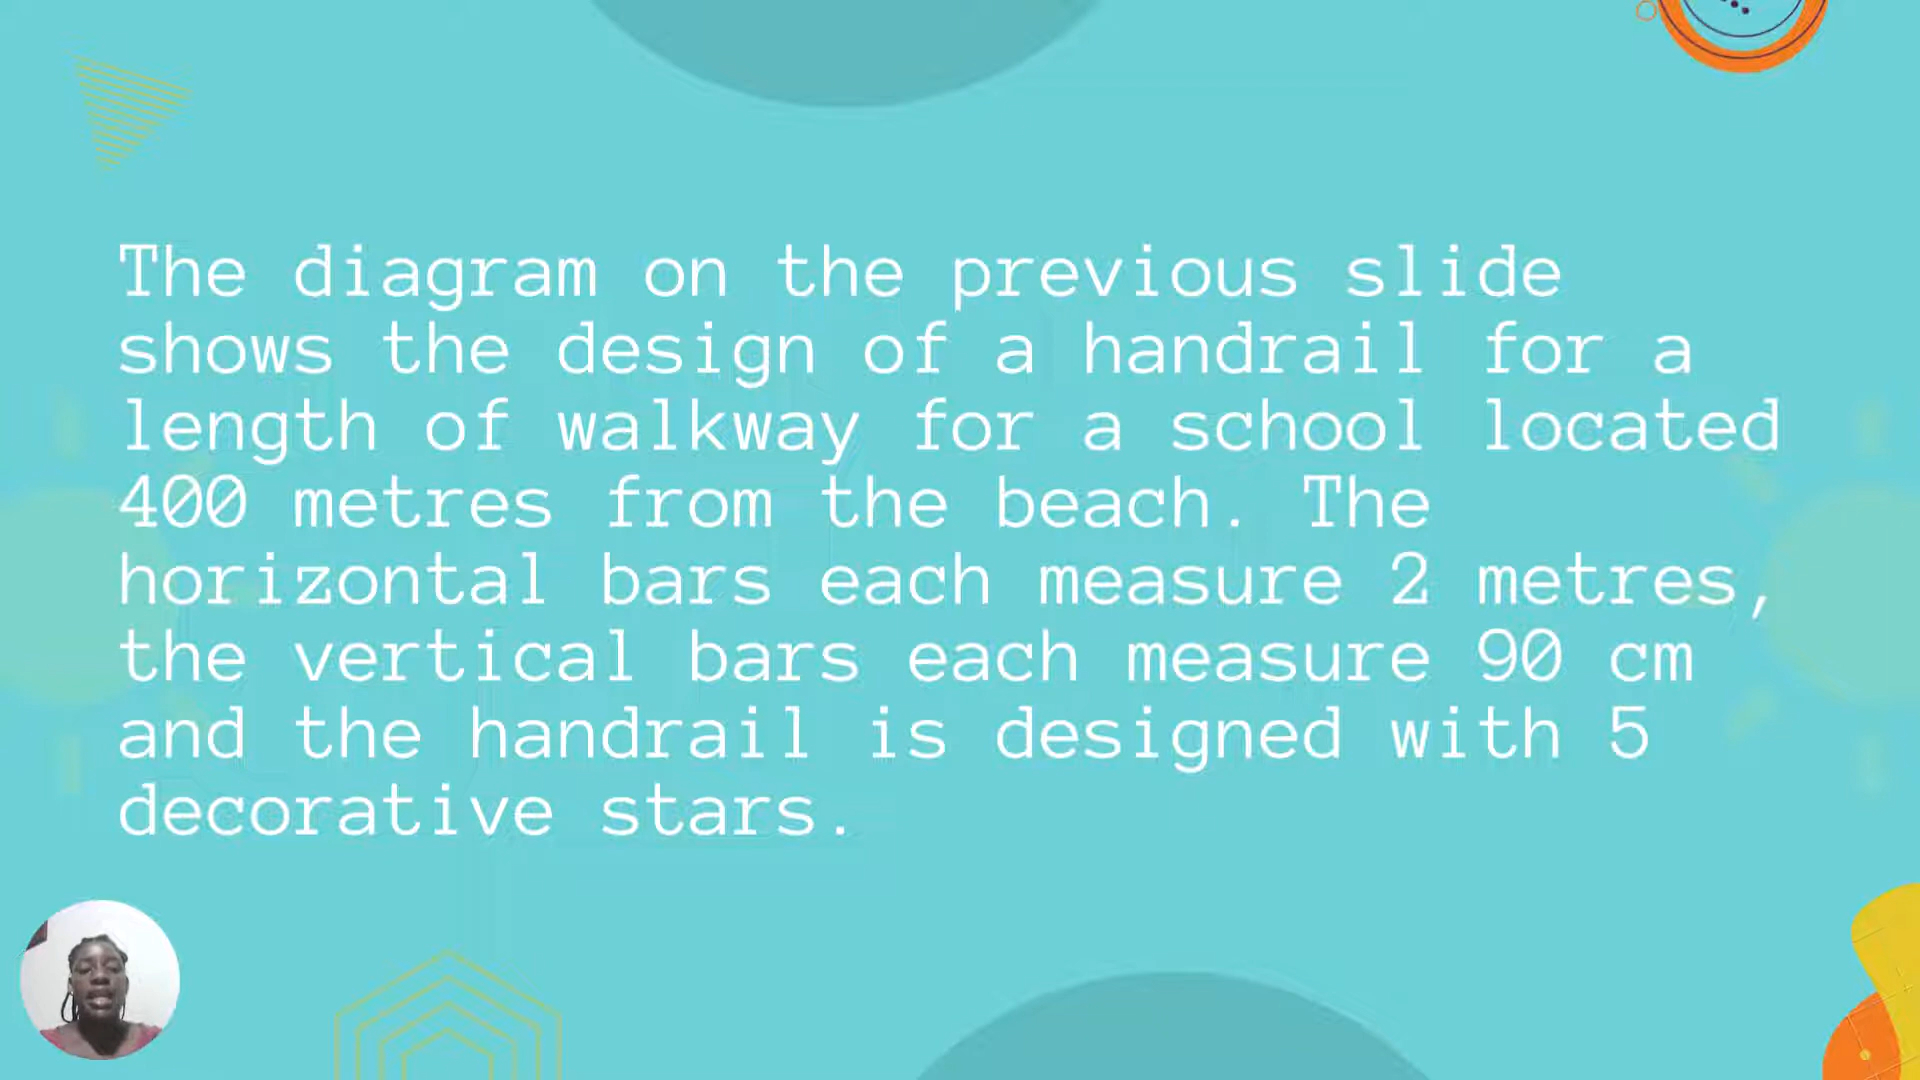 The diagram on the previous slide
shows the design of a handrail for a
length of walkway for a school located
400 metres from the beach. The
horizontal bars each measure 2 metres,
the vertical bars each measure 90 cm
and the handrail is designed with 5
decorative stars.